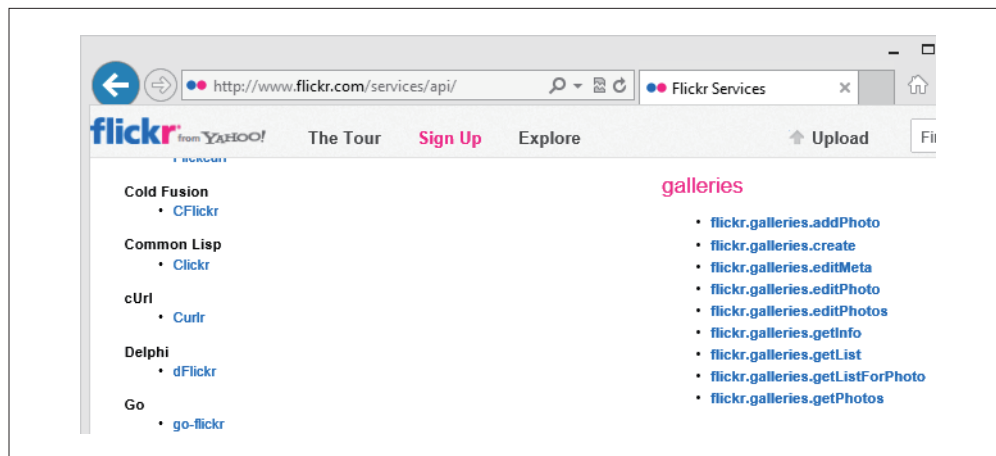 http://www.flickr.com/services/api/
Flickr Services
flickr from YAHOO!
The Tour
Sign Up
Explore
Upload
Flickcurl
Cold Fusion
• CFlickr
Common Lisp
• Clickr
cUrl
• Curlr
Delphi
• dFlickr
Go
• go-flickr
galleries
• flickr.galleries.addPhoto
• flickr.galleries.create
• flickr.galleries.editMeta
• flickr.galleries.editPhoto
• flickr.galleries.editPhotos
• flickr.galleries.getInfo
• flickr.galleries.getList
• flickr.galleries.getListForPhoto
• flickr.galleries.getPhotos